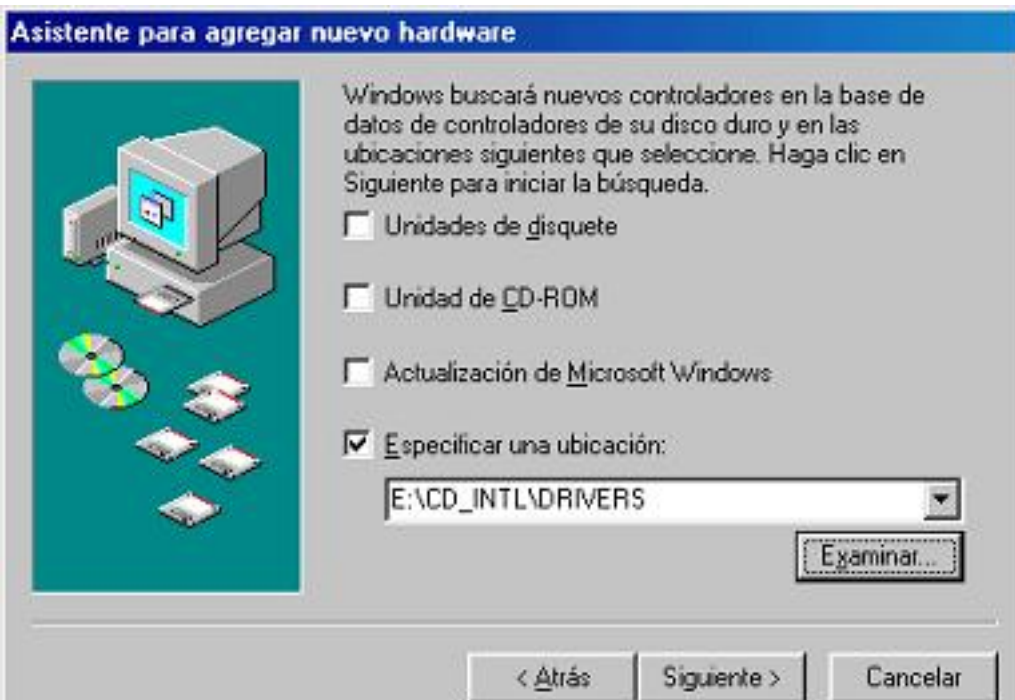 Asistente para agregar nuevo hardware
Windows buscará nuevos controladores en la base de
datos de controladores de su disco duro y en las
ubicaciones siguientes que seleccione. Haga clic en
Siguiente para iniciar la búsqueda.
Unidades de disquete
Unidad de CD-ROM
Actualización de Microsoft Windows
Especificar una ubicación:
E:\CD_INTL\DRIVERS
Examinar...
< Atrás
Siguiente >
Cancelar